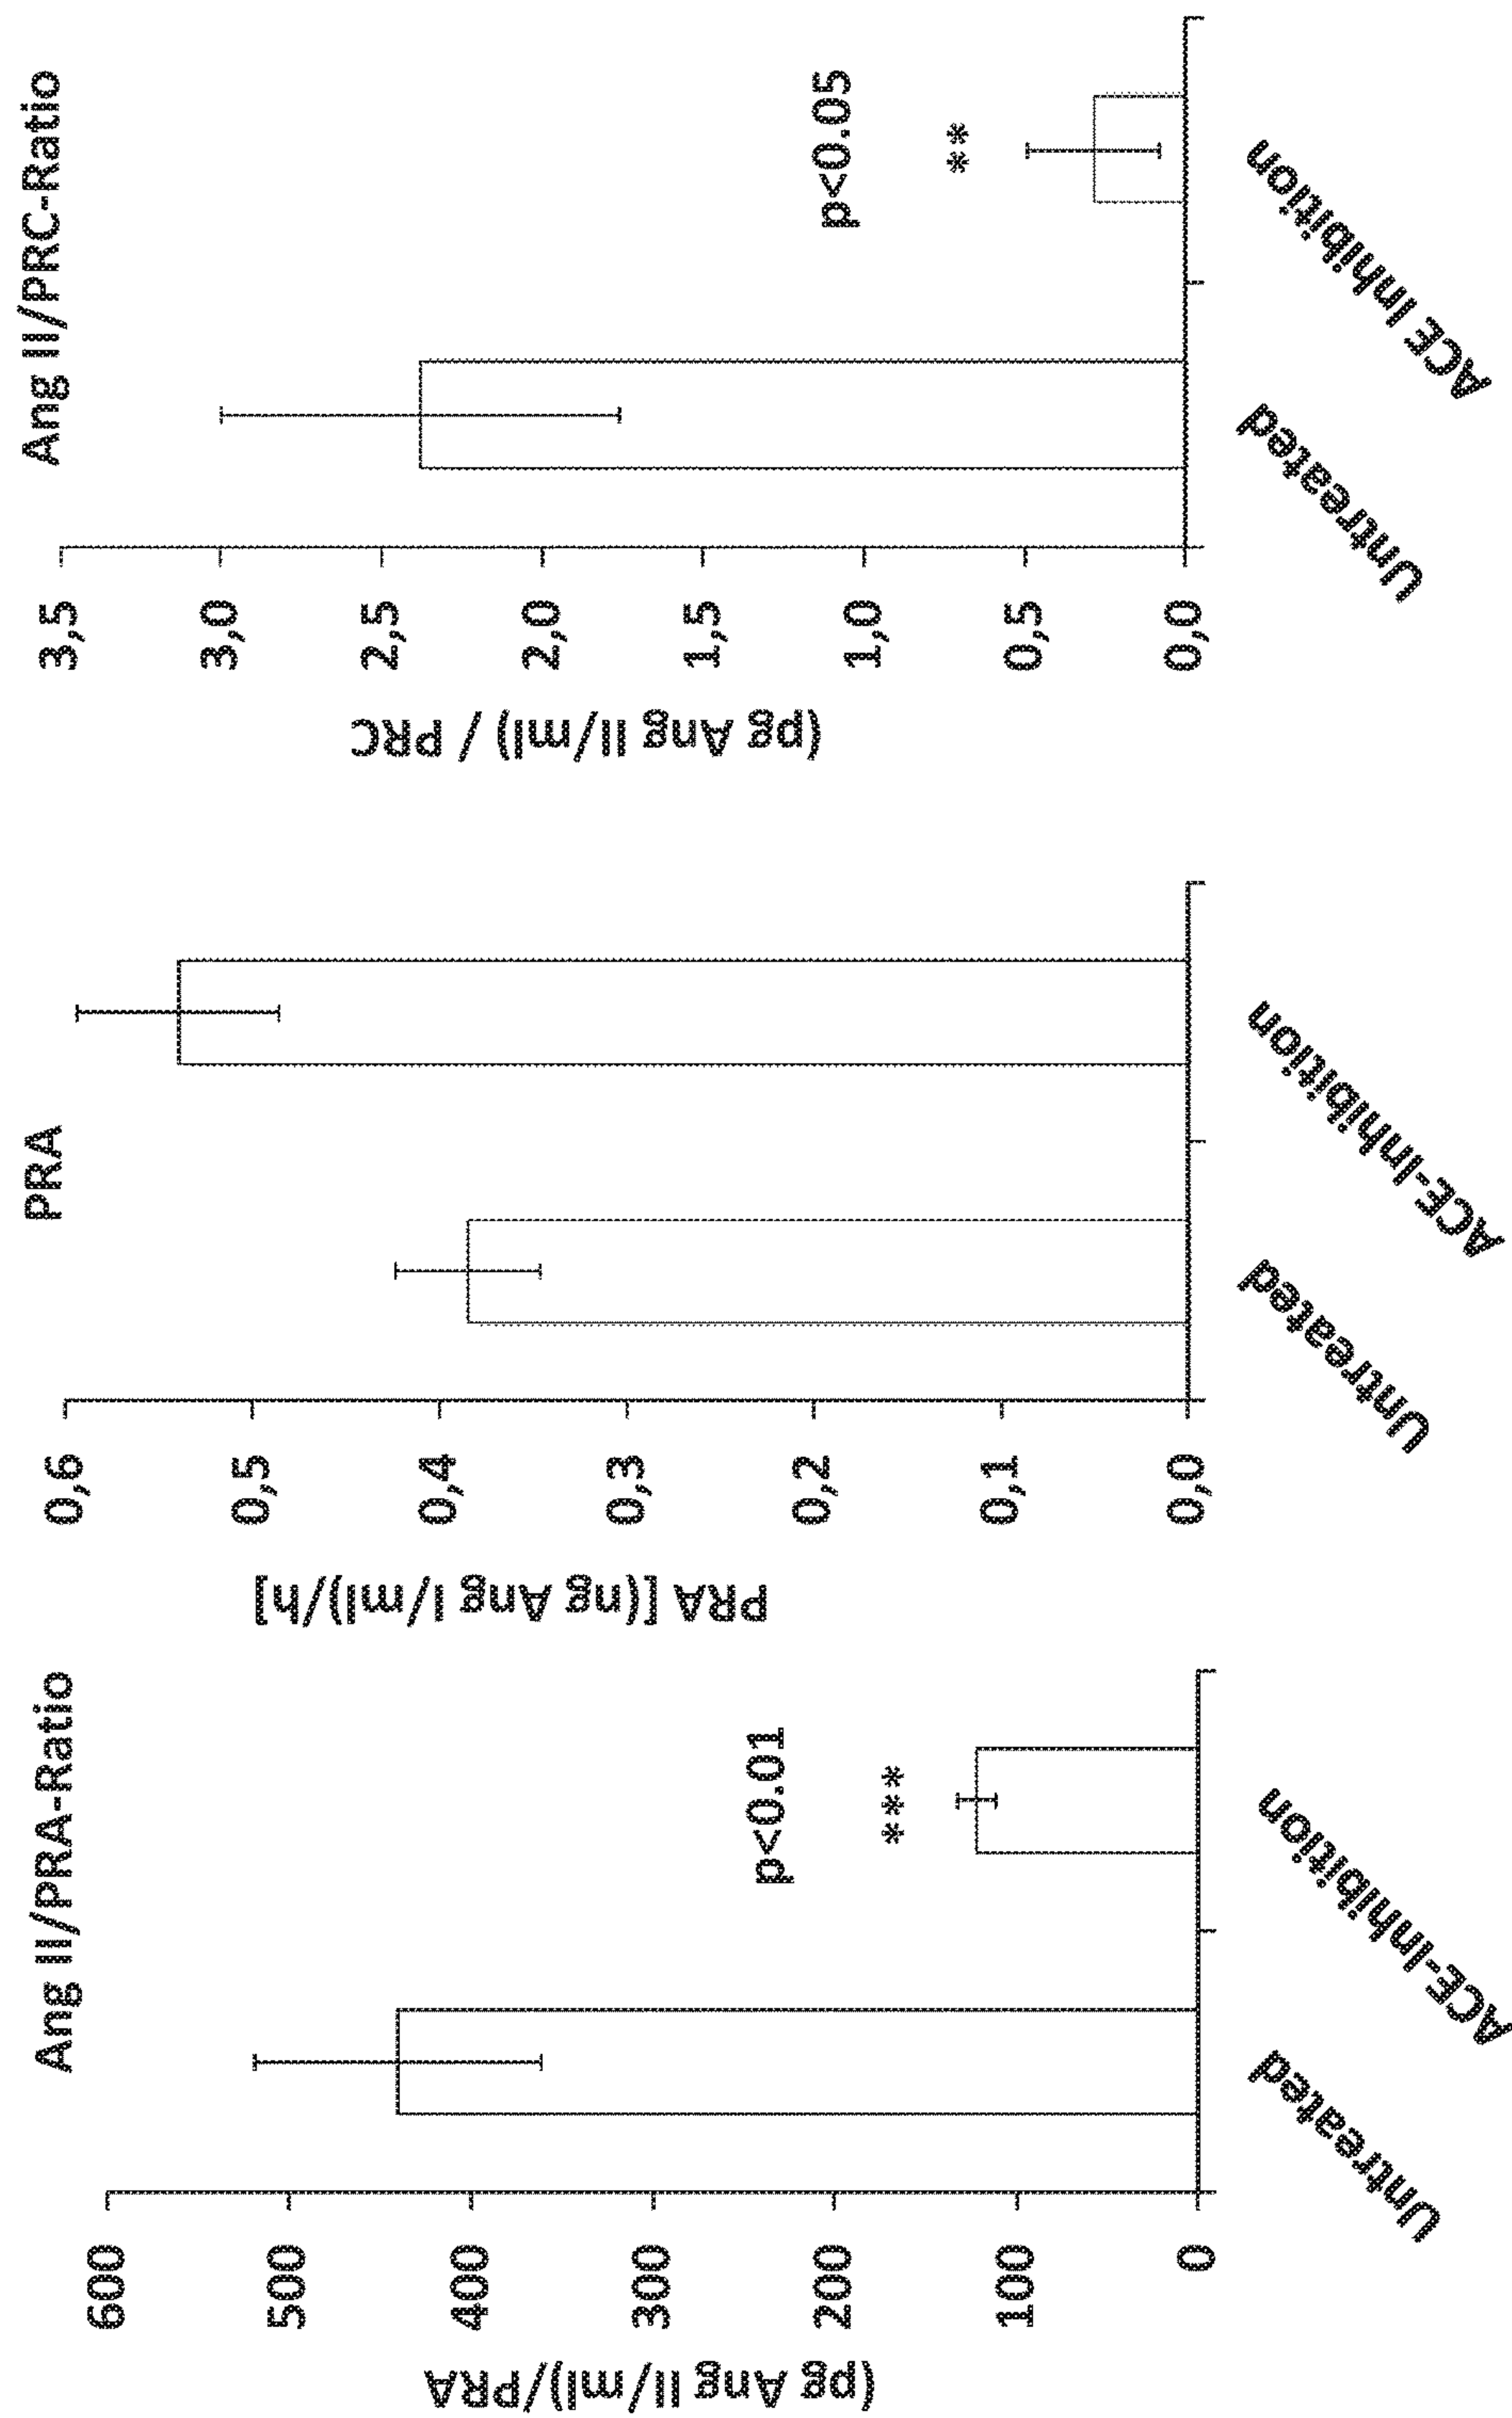 Ang II/PRA-Ratio
(pg Ang II/ml)/PRA
600
500
400
300
200
100
0
p<0.01
***
Untreated
ACE-Inhibition
PRA
PRA [(ng Ang I/ml)/h]
0,6
0,5
0,4
0,3
0,2
0,1
0,0
Untreated
ACE-Inhibition
Ang II/PRC-Ratio
(pg Ang II/ml) / PRC
3,5
3,0
2,5
2,0
1,5
1,0
0,5
0,0
p<0.05
**
Untreated
ACE Inhibition